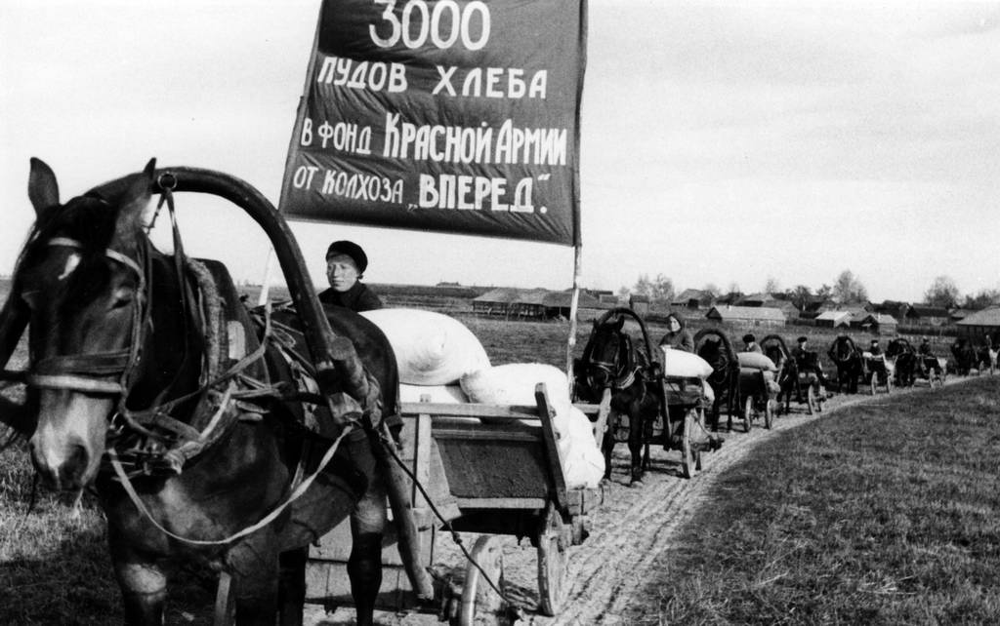 3000
ПУДОВ ХЛЕБА
В ФОНД КРАСНОЙ АРМИИ
ОТ КОЛХОЗА „ВПЕРЕД“.